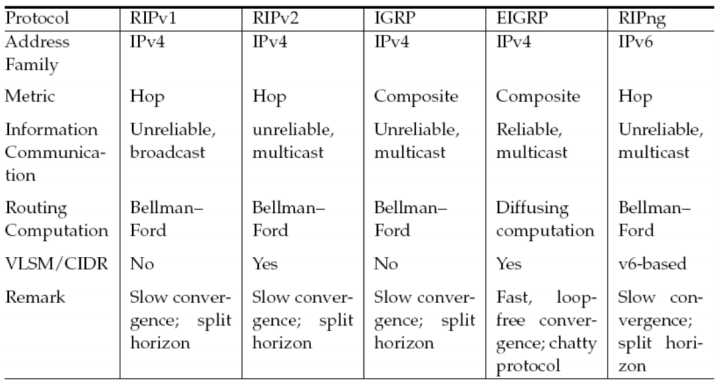 Protocol RIPv1 RIPv2 IGRP EIGRP RIPng
Address IPv4 IPv4 IPv4 IPv4 IPv6
Family
Metric Hop Hop Composite Composite Hop
Information Unreliable, unreliable, Unreliable, Reliable, Unreliable,
Communica- broadcast multicast multicast multicast multicast
tion
Routing Bellman– Bellman– Bellman– Diffusing Bellman–
Computation Ford Ford Ford computation Ford
VLSM/CIDR No Yes No Yes v6-based
Remark Slow conver- Slow conver- Slow conver- Fast, loop- Slow con-
gence; split gence; split gence; split free conver- vergence;
horizon horizon horizon gence; chatty split hori-
protocol zon